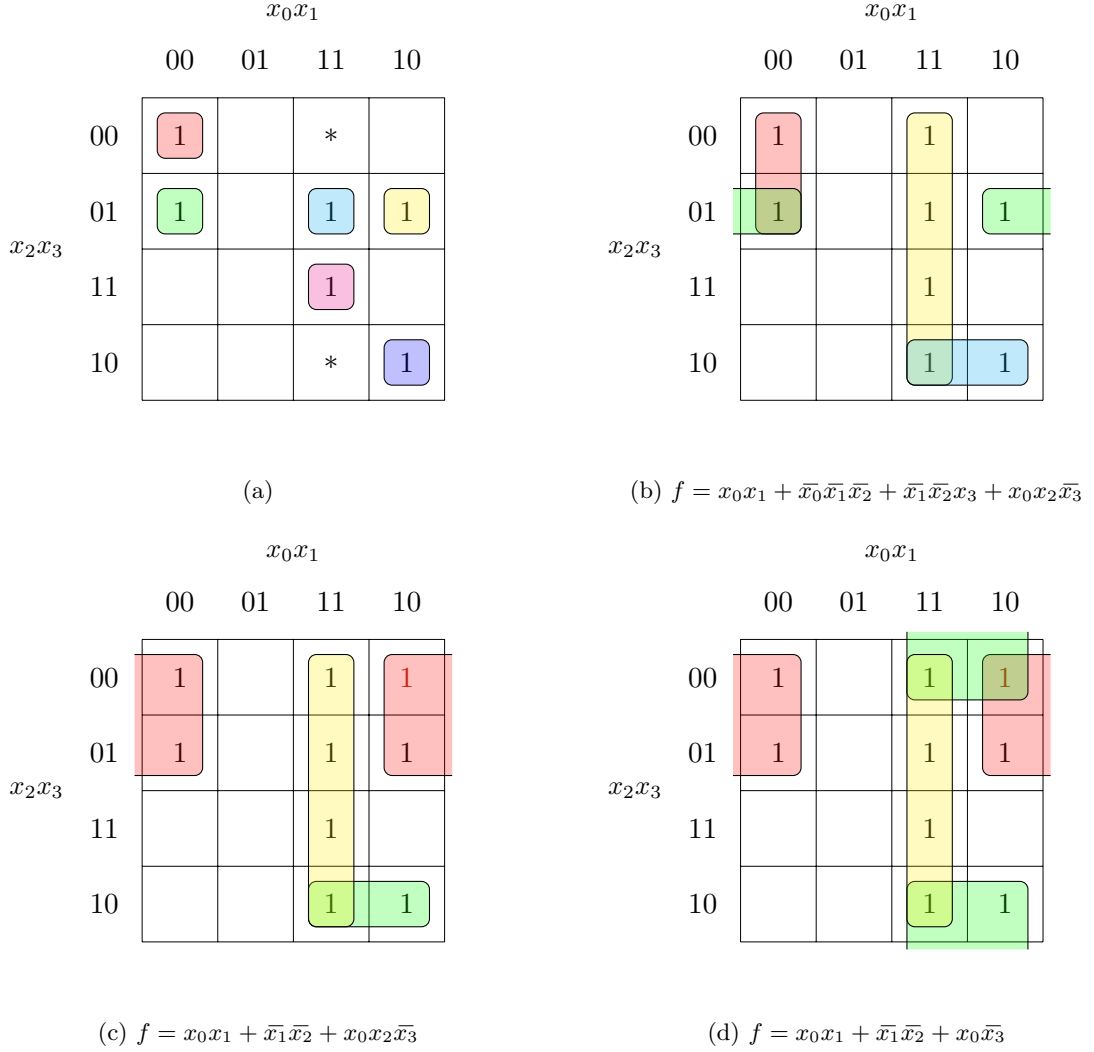 x₀x₁ x₀x₁
00 01 11 10 00 01 11 10
00 1 * 00 1 1
01 1 1 1 01 1 1 1
x₂x₃ x₂x₃
11 1 11 1
10 * 1 10 1 1
(a) (b) f = x₀x₁ + x̄₀x̄₁x̄₂ + x̄₁x̄₂x₃ + x₀x₂x̄₃
x₀x₁ x₀x₁
00 01 11 10 00 01 11 10
00 1 1 1 00 1 1 1
01 1 1 1 01 1 1 1
x₂x₃ x₂x₃
11 1 11 1
10 1 1 10 1 1
(c) f = x₀x₁ + x̄₁x̄₂ + x₀x₂x̄₃ (d) f = x₀x₁ + x̄₁x̄₂ + x₀x̄₃